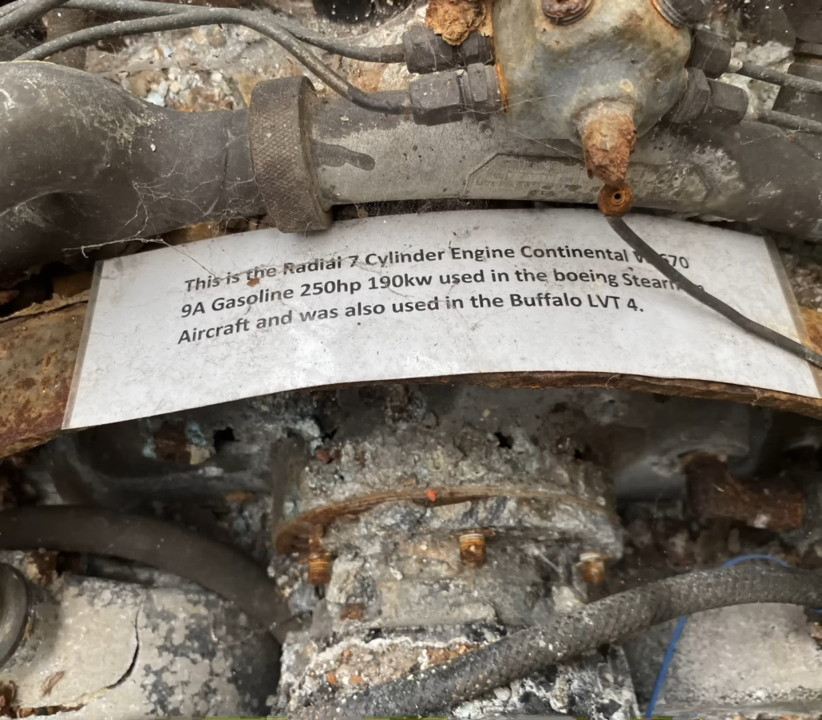 This is the Radial 7 Cylinder Engine Continental
9A Gasoline 250hp 190kw used in the boeing
Aircraft and was also used in the Buffalo LVT 4.